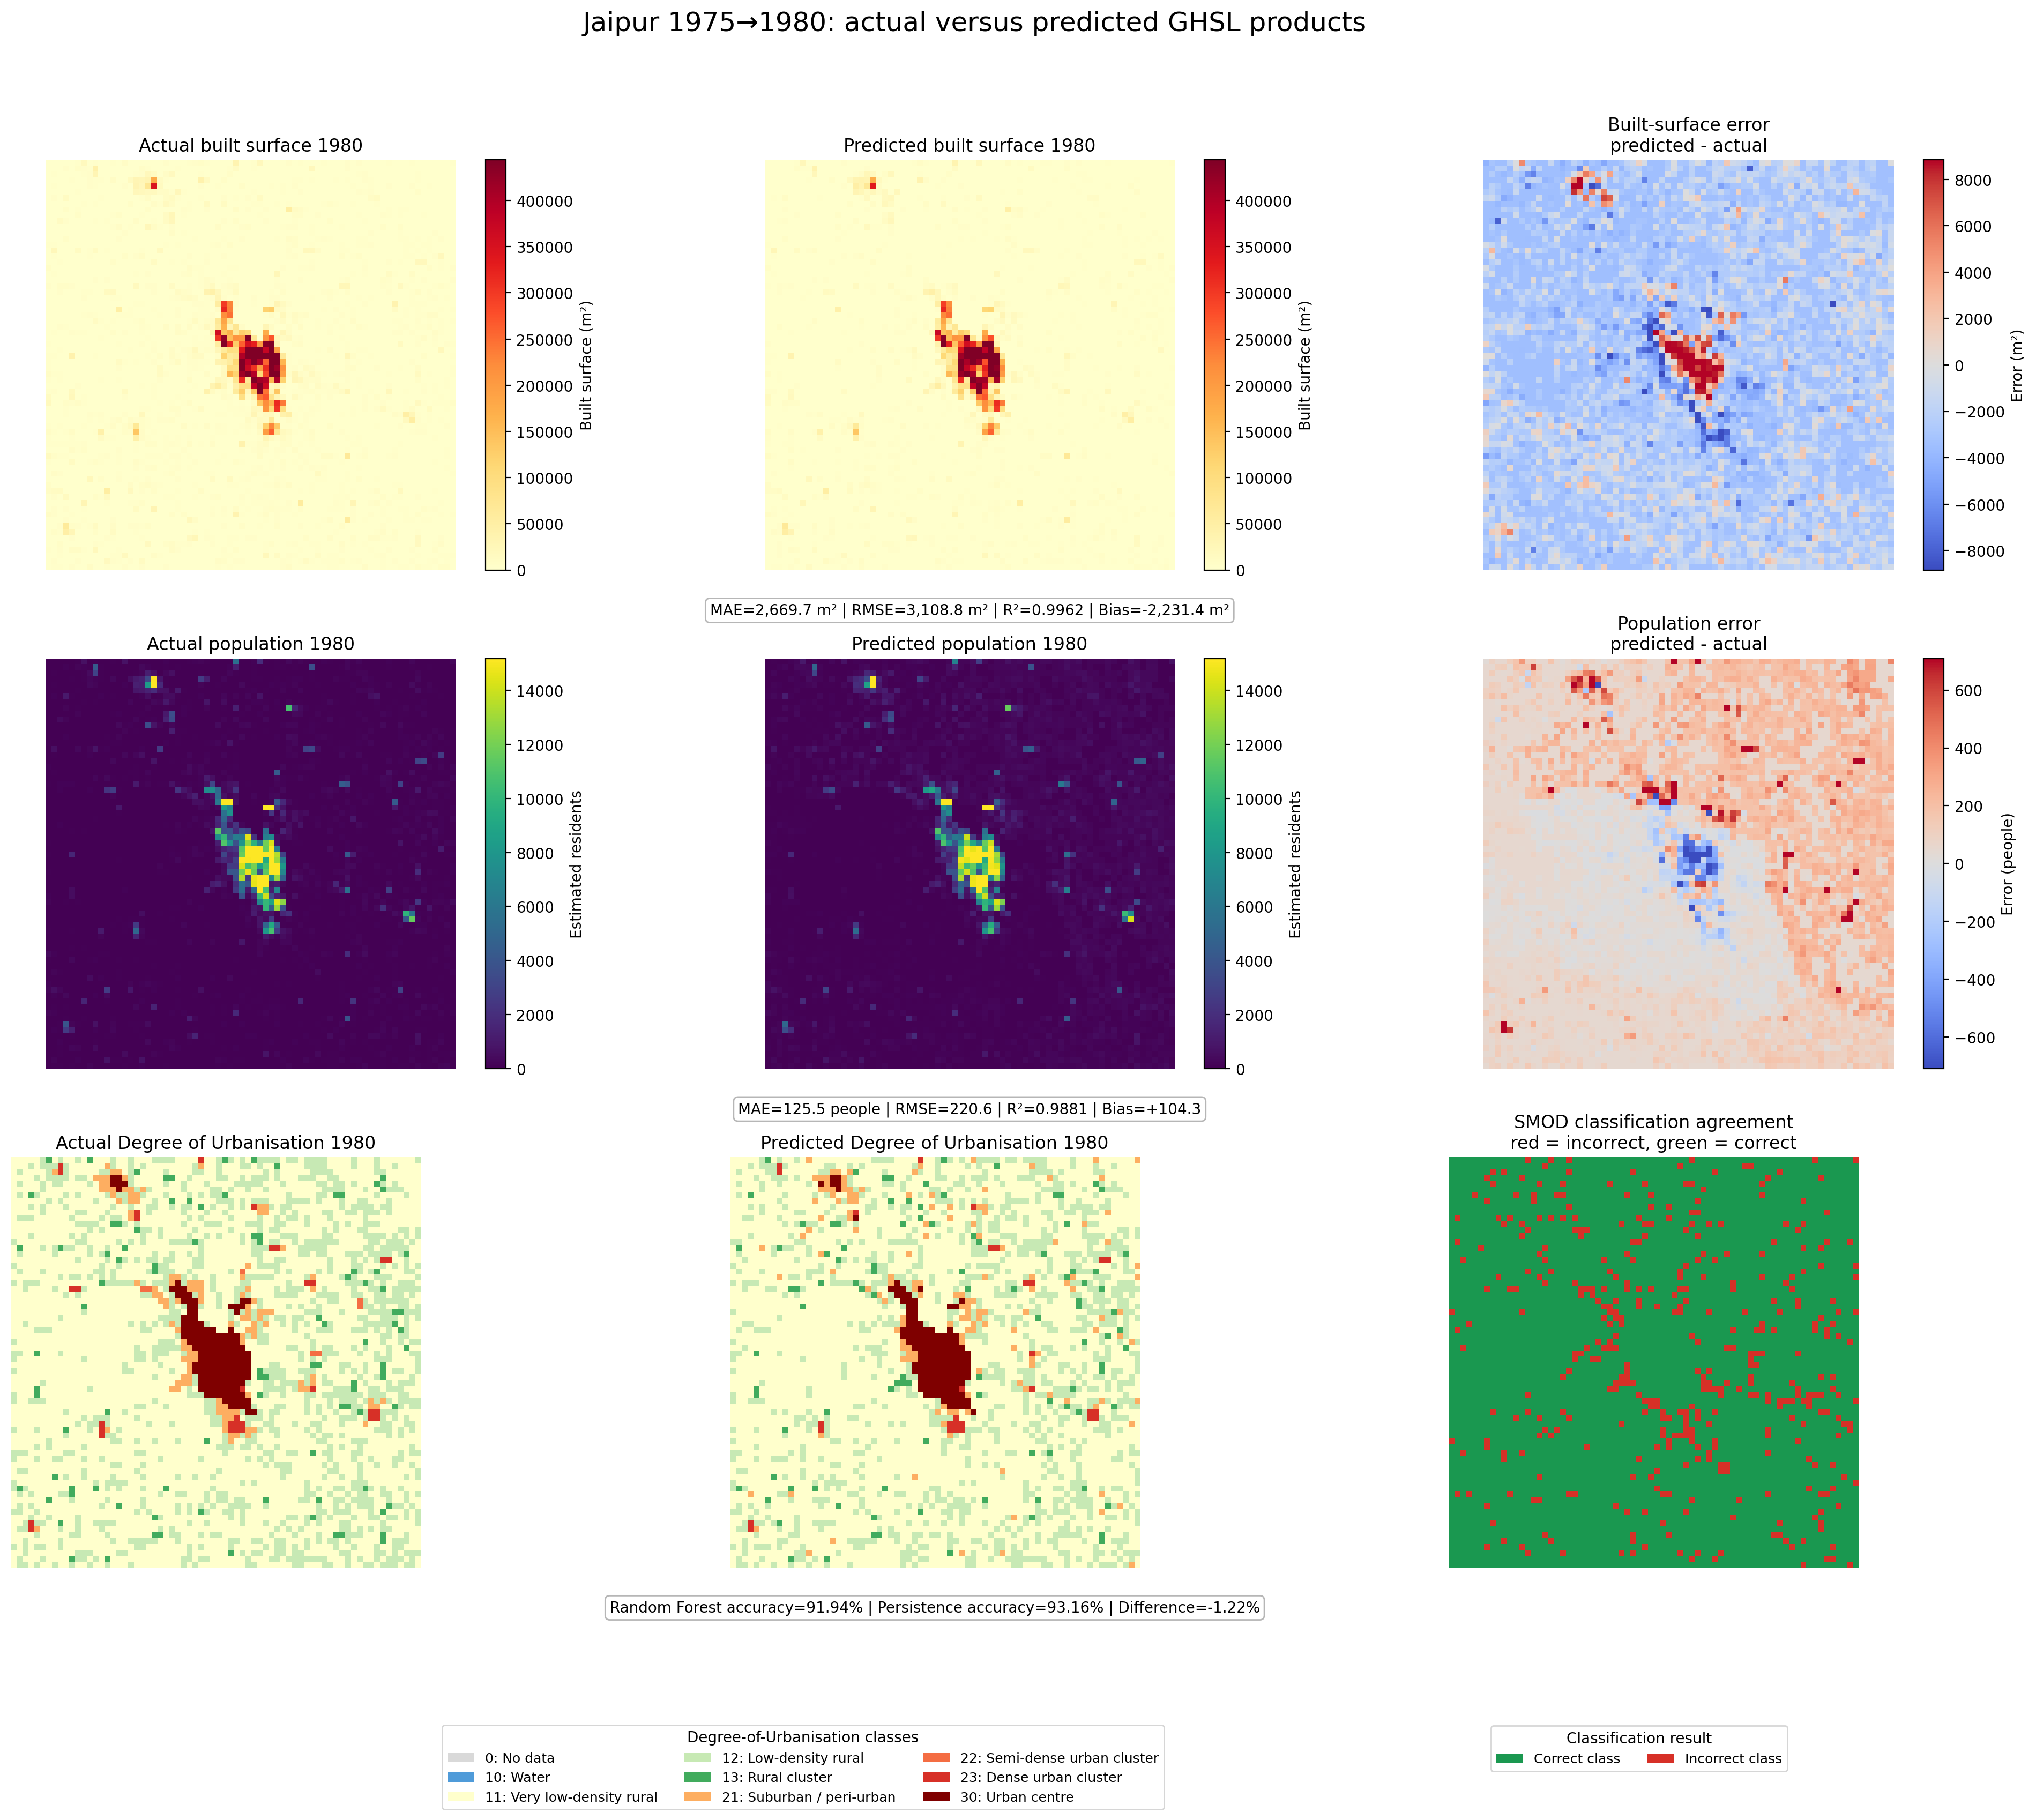 Jaipur 1975→1980: actual versus predicted GHSL products
Actual built surface 1980
400000
350000
300000
250000
200000
150000
100000
50000
0
Built surface (m²)
Predicted built surface 1980
400000
350000
300000
250000
200000
150000
100000
50000
0
Built surface (m²)
Built-surface error
predicted - actual
8000
6000
4000
2000
0
−2000
−4000
−6000
−8000
Error (m²)
MAE=2,669.7 m² | RMSE=3,108.8 m² | R²=0.9962 | Bias=-2,231.4 m²
Actual population 1980
14000
12000
10000
8000
6000
4000
2000
0
Estimated residents
Predicted population 1980
14000
12000
10000
8000
6000
4000
2000
0
Estimated residents
Population error
predicted - actual
600
400
200
0
−200
−400
−600
Error (people)
MAE=125.5 people | RMSE=220.6 | R²=0.9881 | Bias=+104.3
Actual Degree of Urbanisation 1980
Predicted Degree of Urbanisation 1980
SMOD classification agreement
red = incorrect, green = correct
Random Forest accuracy=91.94% | Persistence accuracy=93.16% | Difference=-1.22%
Degree-of-Urbanisation classes
0: No data
10: Water
11: Very low-density rural
12: Low-density rural
13: Rural cluster
21: Suburban / peri-urban
22: Semi-dense urban cluster
23: Dense urban cluster
30: Urban centre
Classification result
Correct class
Incorrect class